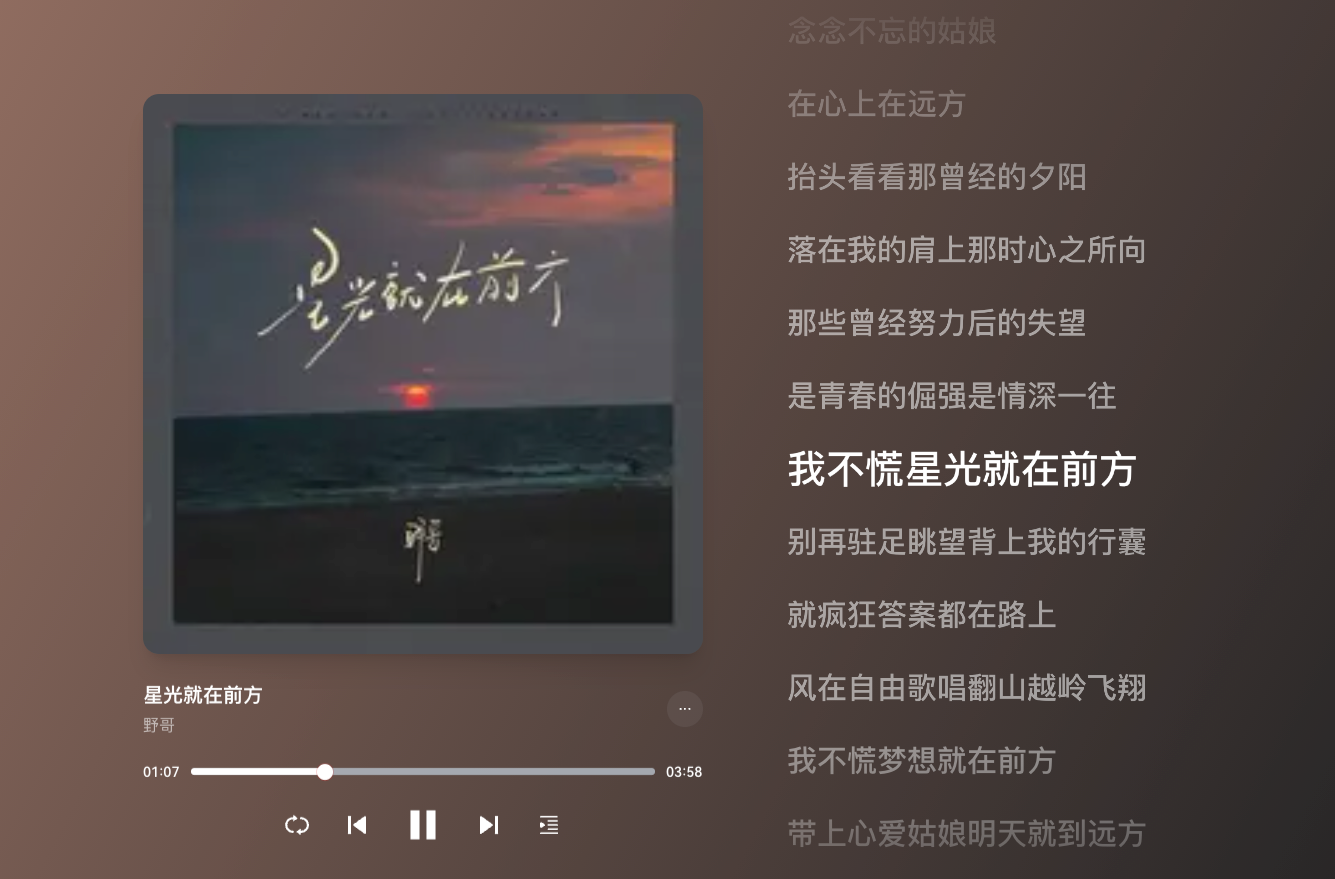 星光就在前方
野哥
星光就在前方
野哥
...
01:07
03:58
念念不忘的姑娘
在心上在远方
抬头看看那曾经的夕阳
落在我的肩上那时心之所向
那些曾经努力后的失望
是青春的倔强是情深一往
我不慌星光就在前方
别再驻足眺望背上我的行囊
就疯狂答案都在路上
风在自由歌唱翻山越岭飞翔
我不慌梦想就在前方
带上心爱姑娘明天就到远方